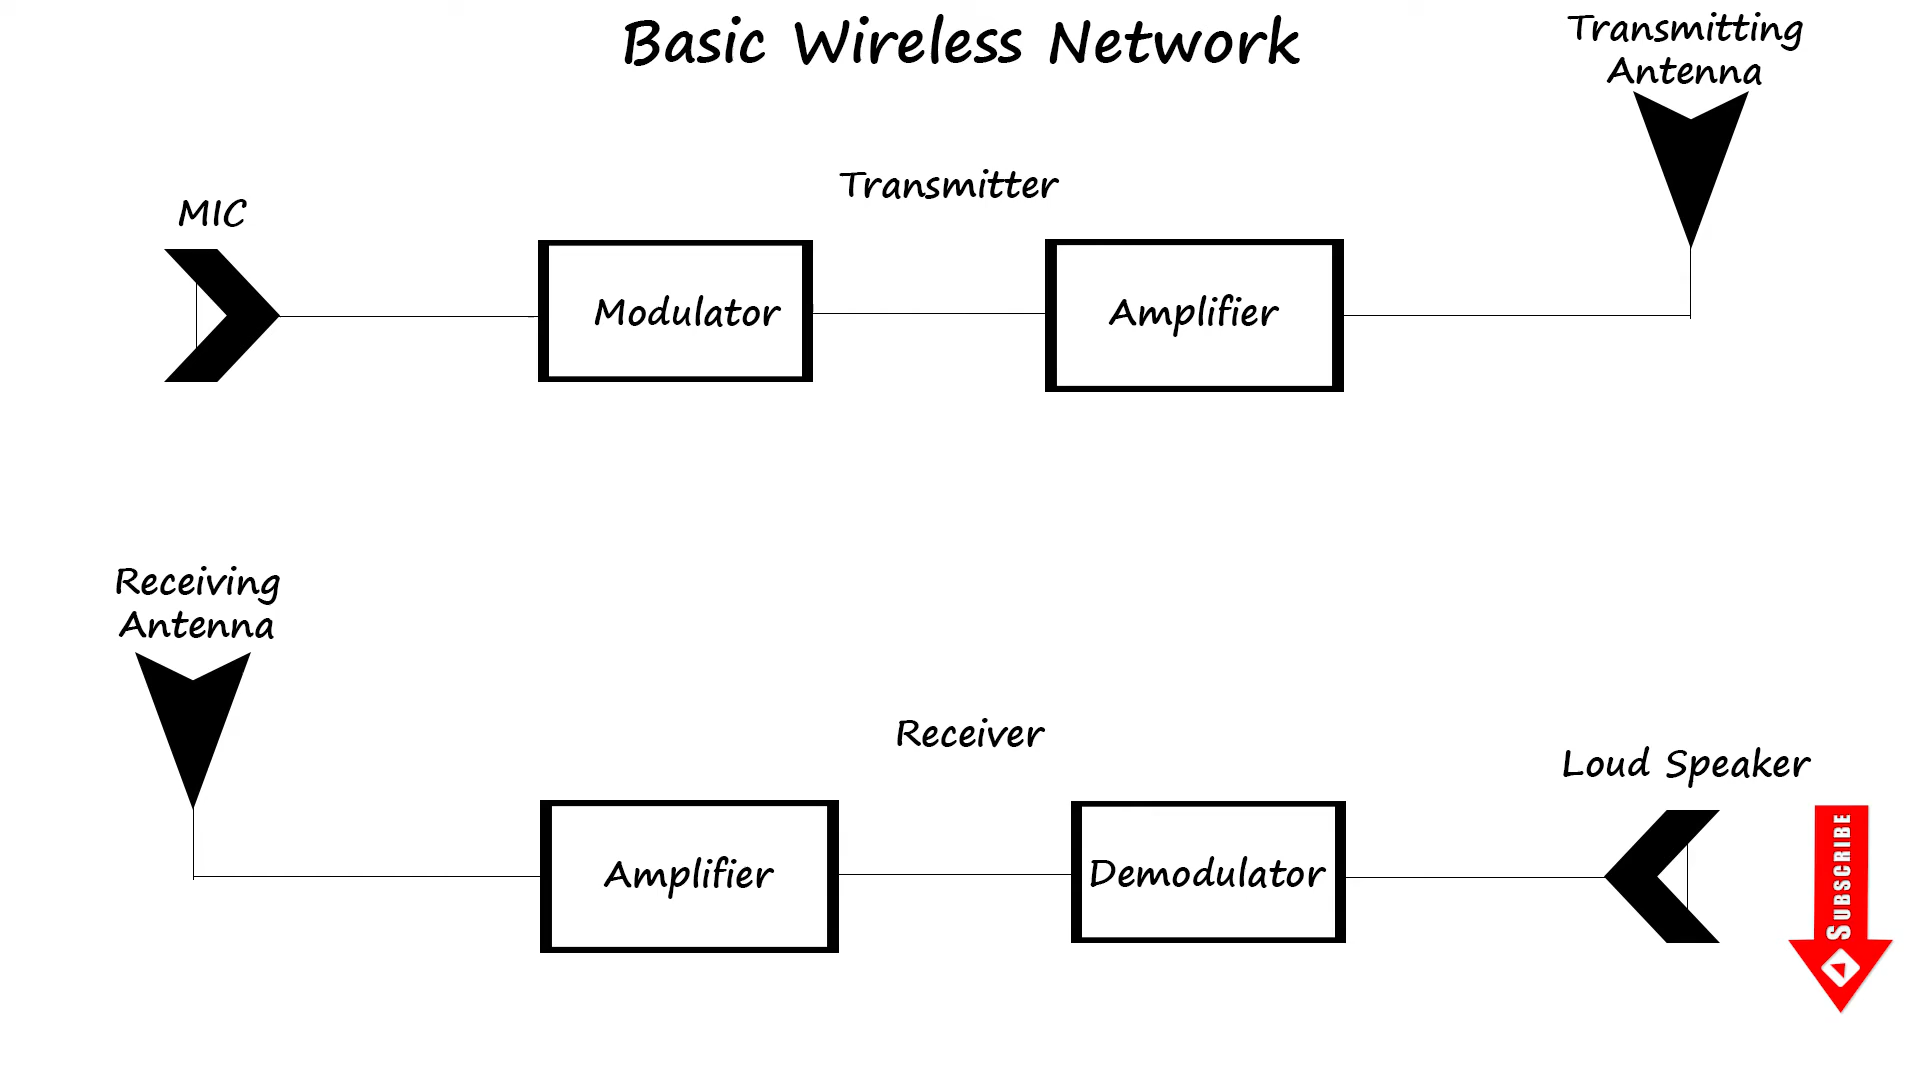 Basic Wireless Network
Transmitting
Antenna
Transmitter
MIC
Modulator
Amplifier
Receiving
Antenna
Receiver
Loud Speaker
Amplifier
Demodulator
SUBSCRIBE